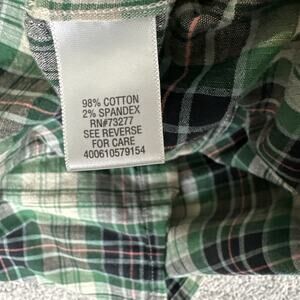 98% COTTON
2% SPANDEX
RN#73277
SEE REVERSE
FOR CARE
400610579154